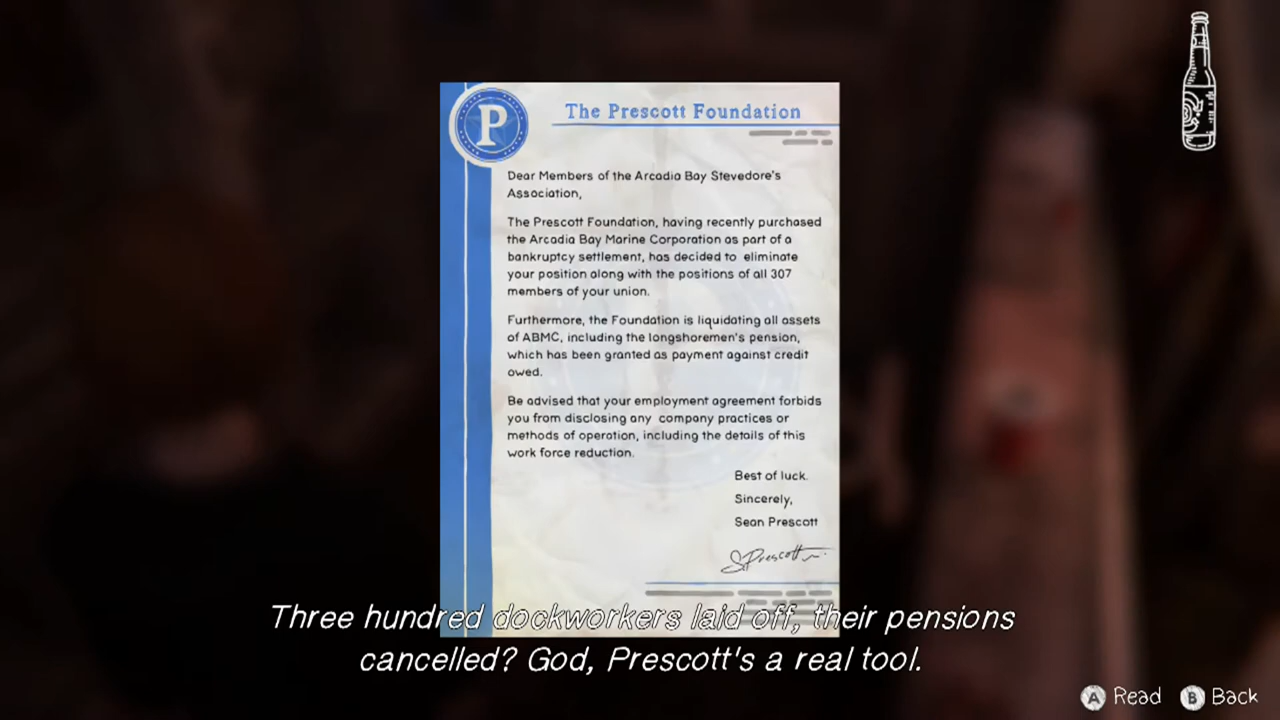 P
The Prescott Foundation
Dear Members of the Arcadia Bay Stevedore's
Association,
The Prescott Foundation, having recently purchased
the Arcadia Bay Marine Corporation as part of a
bankruptcy settlement, has decided to eliminate
your position along with the positions of all 307
members of your union.
Furthermore, the Foundation is liquidating all assets
of ABMC, including the longshoremen's pension,
which has been granted as payment against credit
owed.
Be advised that your employment agreement forbids
you from disclosing any company practices or
methods of operation, including the details of this
work force reduction.
Best of luck.
Sincerely,
Sean Prescott
SPrescott
Three hundred dockworkers laid off, their pensions
cancelled? God, Prescott's a real tool.
A Read B Back